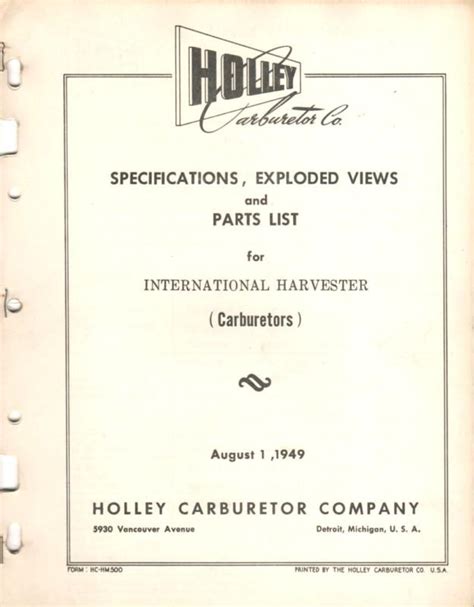 HOLLEY
Carburetor Co.
SPECIFICATIONS, EXPLODED VIEWS
and
PARTS LIST
for
INTERNATIONAL HARVESTER
(Carburetors)
August 1, 1949
HOLLEY CARBURETOR COMPANY
5930 Vancouver Avenue Detroit, Michigan, U. S. A.
FORM: HC-HM500 PRINTED BY THE HOLLEY CARBURETOR CO. U.S.A.